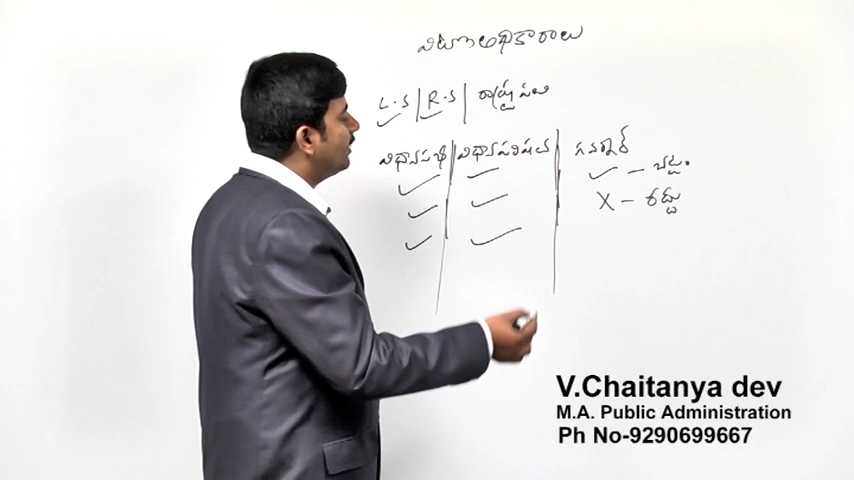 వీటో అధికారాలు
L.S | R.S | రాష్ట్రపతి
విధానసభ | విధానపరిషత్ | గవర్నర్
✓ ✓ ✓ – చట్టం
✓ ✓ X – రద్దు
✓ ✓
V.Chaitanya dev
M.A. Public Administration
Ph No-9290699667